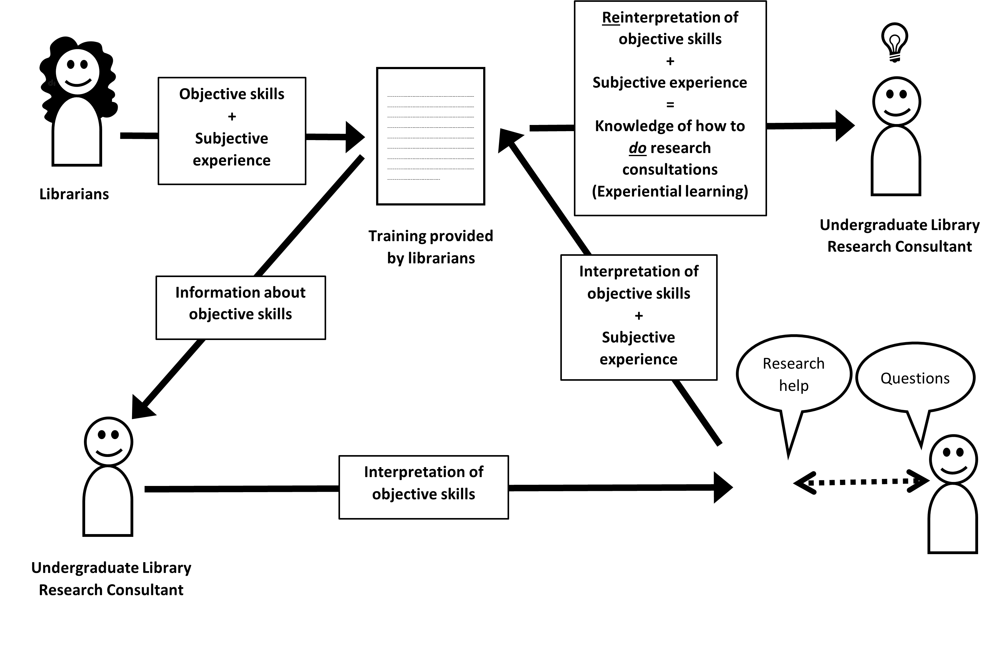 Librarians
Objective skills
+
Subjective
experience
Training provided
by librarians
Reinterpretation of
objective skills
+
Subjective experience
=
Knowledge of how to
do research
consultations
(Experiential learning)
Undergraduate Library
Research Consultant
Information about
objective skills
Interpretation of
objective skills
+
Subjective
experience
Research
help
Questions
Interpretation of
objective skills
Undergraduate Library
Research Consultant